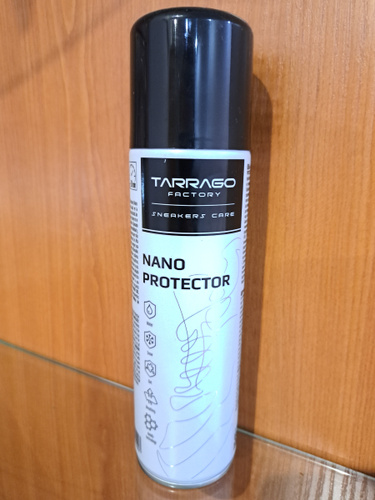 TARRAGO
FACTORY
SNEAKERS CARE
NANO
PROTECTOR